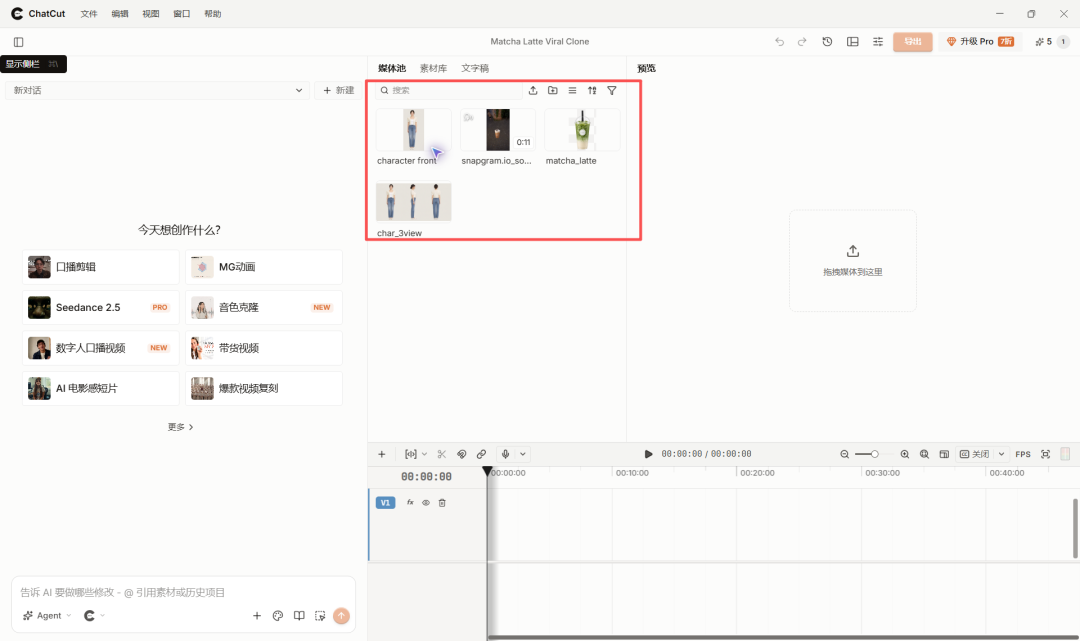 ChatCut 文件 编辑 视图 窗口 帮助
Matcha Latte Viral Clone
导出
升级 Pro 7折
5 1
显示侧栏
新对话
新建
今天想创作什么?
口播剪辑
MG动画
Seedance 2.5 PRO
音色克隆 NEW
数字人口播视频 NEW
带货视频
AI 电影感短片
爆款视频复刻
更多
告诉 AI 要做哪些修改 - @ 引用素材或历史项目
Agent
媒体池 素材库 文字稿
搜索
0:11
character front snapgram.io_so... matcha_latte
char_3view
预览
拖拽媒体到这里
00:00:00 / 00:00:00
关闭
FPS
00:00:00
00:00:00 00:10:00 00:20:00 00:30:00 00:40:00
V1 fx